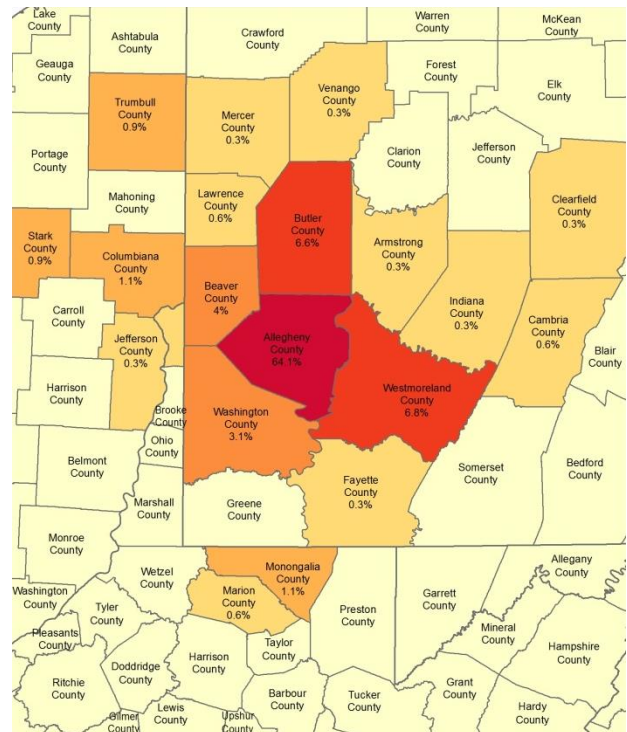 Lake
County
Ashtabula
County
Crawford
County
Warren
County
McKean
County
Geauga
County
Forest
County
Elk
County
Trumbull
County
0.9%
Mercer
County
0.3%
Venango
County
0.3%
Clarion
County
Jefferson
County
Portage
County
Mahoning
County
Lawrence
County
0.6%
Butler
County
6.6%
Clearfield
County
0.3%
Stark
County
0.9%
Columbiana
County
1.1%
Armstrong
County
0.3%
Beaver
County
4%
Indiana
County
0.3%
Cambria
County
0.6%
Carroll
County
Jefferson
County
0.3%
Allegheny
County
64.1%
Blair
County
Harrison
County
Westmoreland
County
6.8%
Brooke
County
Washington
County
3.1%
Ohio
County
Belmont
County
Somerset
County
Bedford
County
Fayette
County
0.3%
Marshall
County
Greene
County
Monroe
County
Wetzel
County
Monongalia
County
1.1%
Allegany
County
Washington
County
Marion
County
0.6%
Preston
County
Garrett
County
Tyler
County
Mineral
County
Pleasants
County
Taylor
County
Hampshire
County
Doddridge
County
Harrison
County
Ritchie
County
Grant
County
Barbour
County
Tucker
County
Hardy
County
Gilmer
County
Lewis
County
Upshur
County